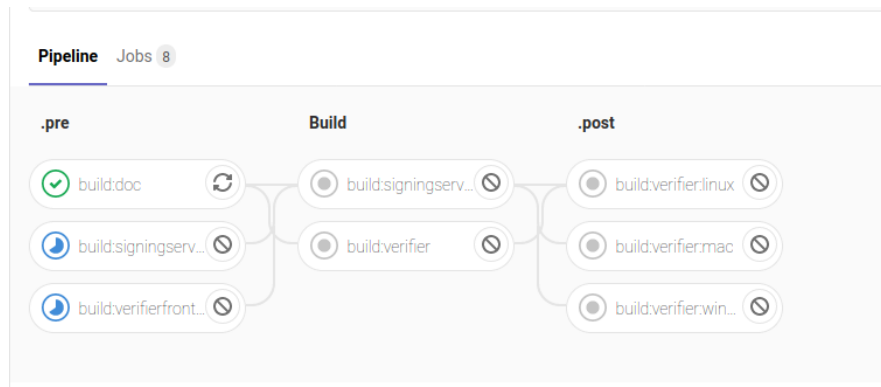 Pipeline Jobs 8
.pre Build .post
build:doc build:signingserv... build:verifier:linux
build:signingserv... build:verifier build:verifier:mac
build:verifierfront... build:verifier:win...